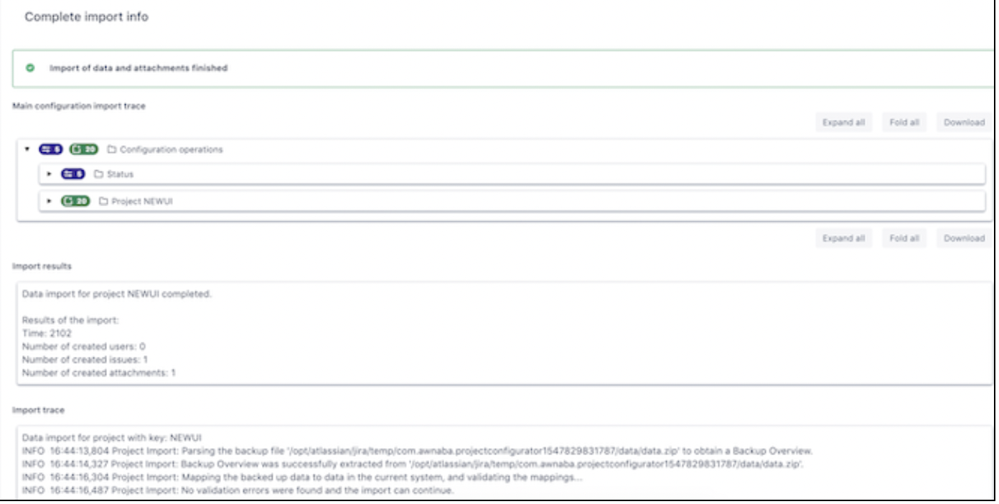 Complete import info
Import of data and attachments finished
Main configuration import trace
Expand all Fold all Download
20 Configuration operations
Status
20 Project NEWUI
Expand all Fold all Download
Import results
Data import for project NEWUI completed.
Results of the import:
Time: 2102
Number of created users: 0
Number of created issues: 1
Number of created attachments: 1
Import trace
Data import for project with key: NEWUI
INFO 16:44:13,804 Project Import: Parsing the backup file '/opt/atlassian/jira/temp/com.awnaba.projectconfigurator1547829831787/data/data.zip' to obtain a Backup Overview.
INFO 16:44:14,327 Project Import: Backup Overview was successfully extracted from '/opt/atlassian/jira/temp/com.awnaba.projectconfigurator1547829831787/data/data.zip'.
INFO 16:44:16,304 Project Import: Mapping the backed up data to data in the current system, and validating the mappings...
INFO 16:44:16,487 Project Import: No validation errors were found and the import can continue.